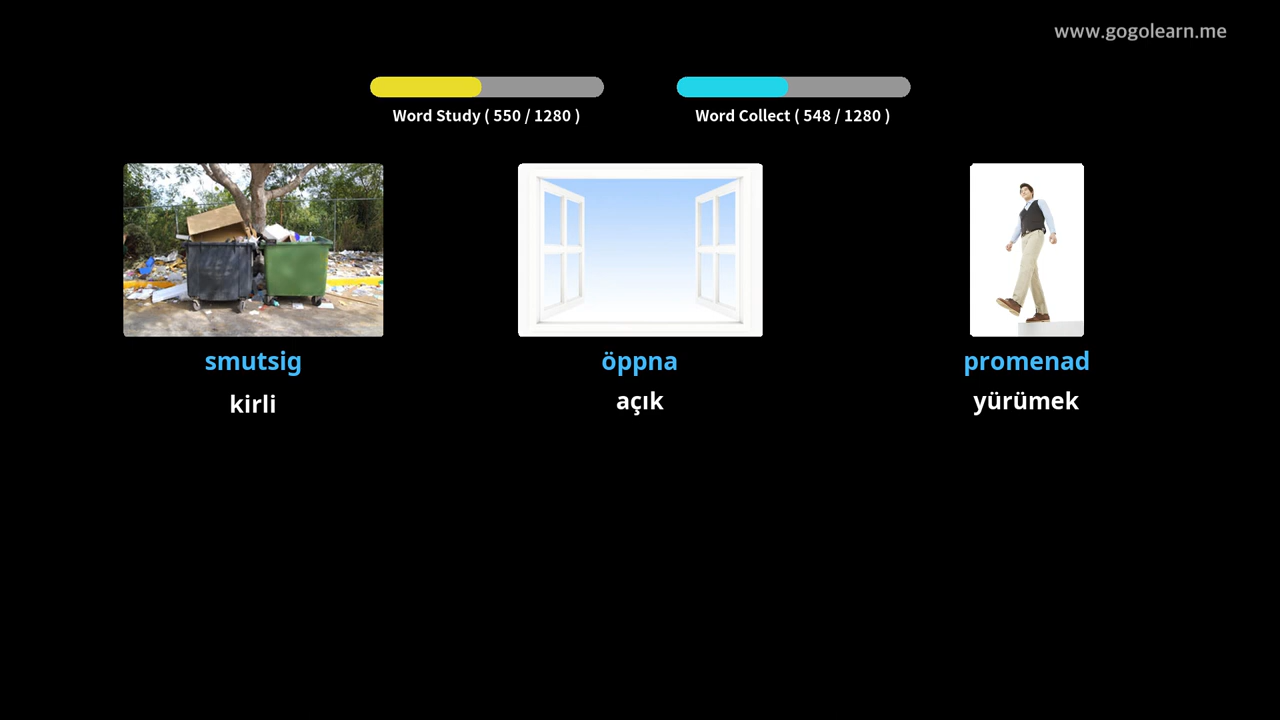 www.gogolearn.me
Word Study ( 550 / 1280 )
Word Collect ( 548 / 1280 )
smutsig
öppna
promenad
kirli
açık
yürümek